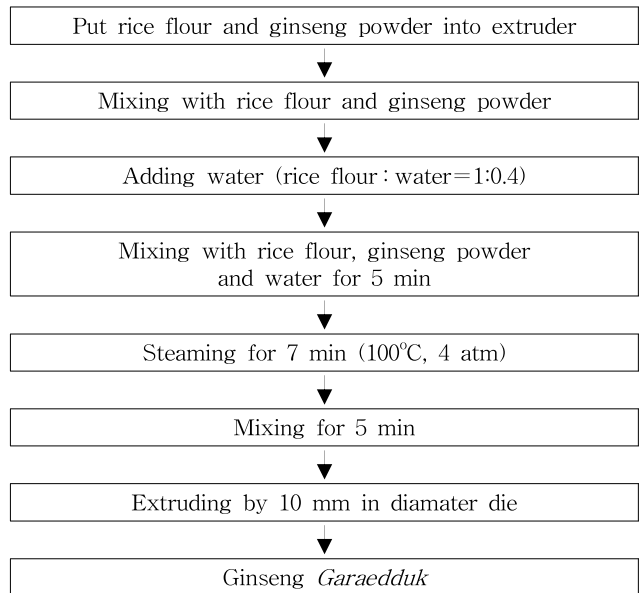 Put rice flour and ginseng powder into extruder
Mixing with rice flour and ginseng powder
Adding water (rice flour : water=1:0.4)
Mixing with rice flour, ginseng powder
and water for 5 min
Steaming for 7 min (100°C, 4 atm)
Mixing for 5 min
Extruding by 10 mm in diamater die
Ginseng Garaedduk